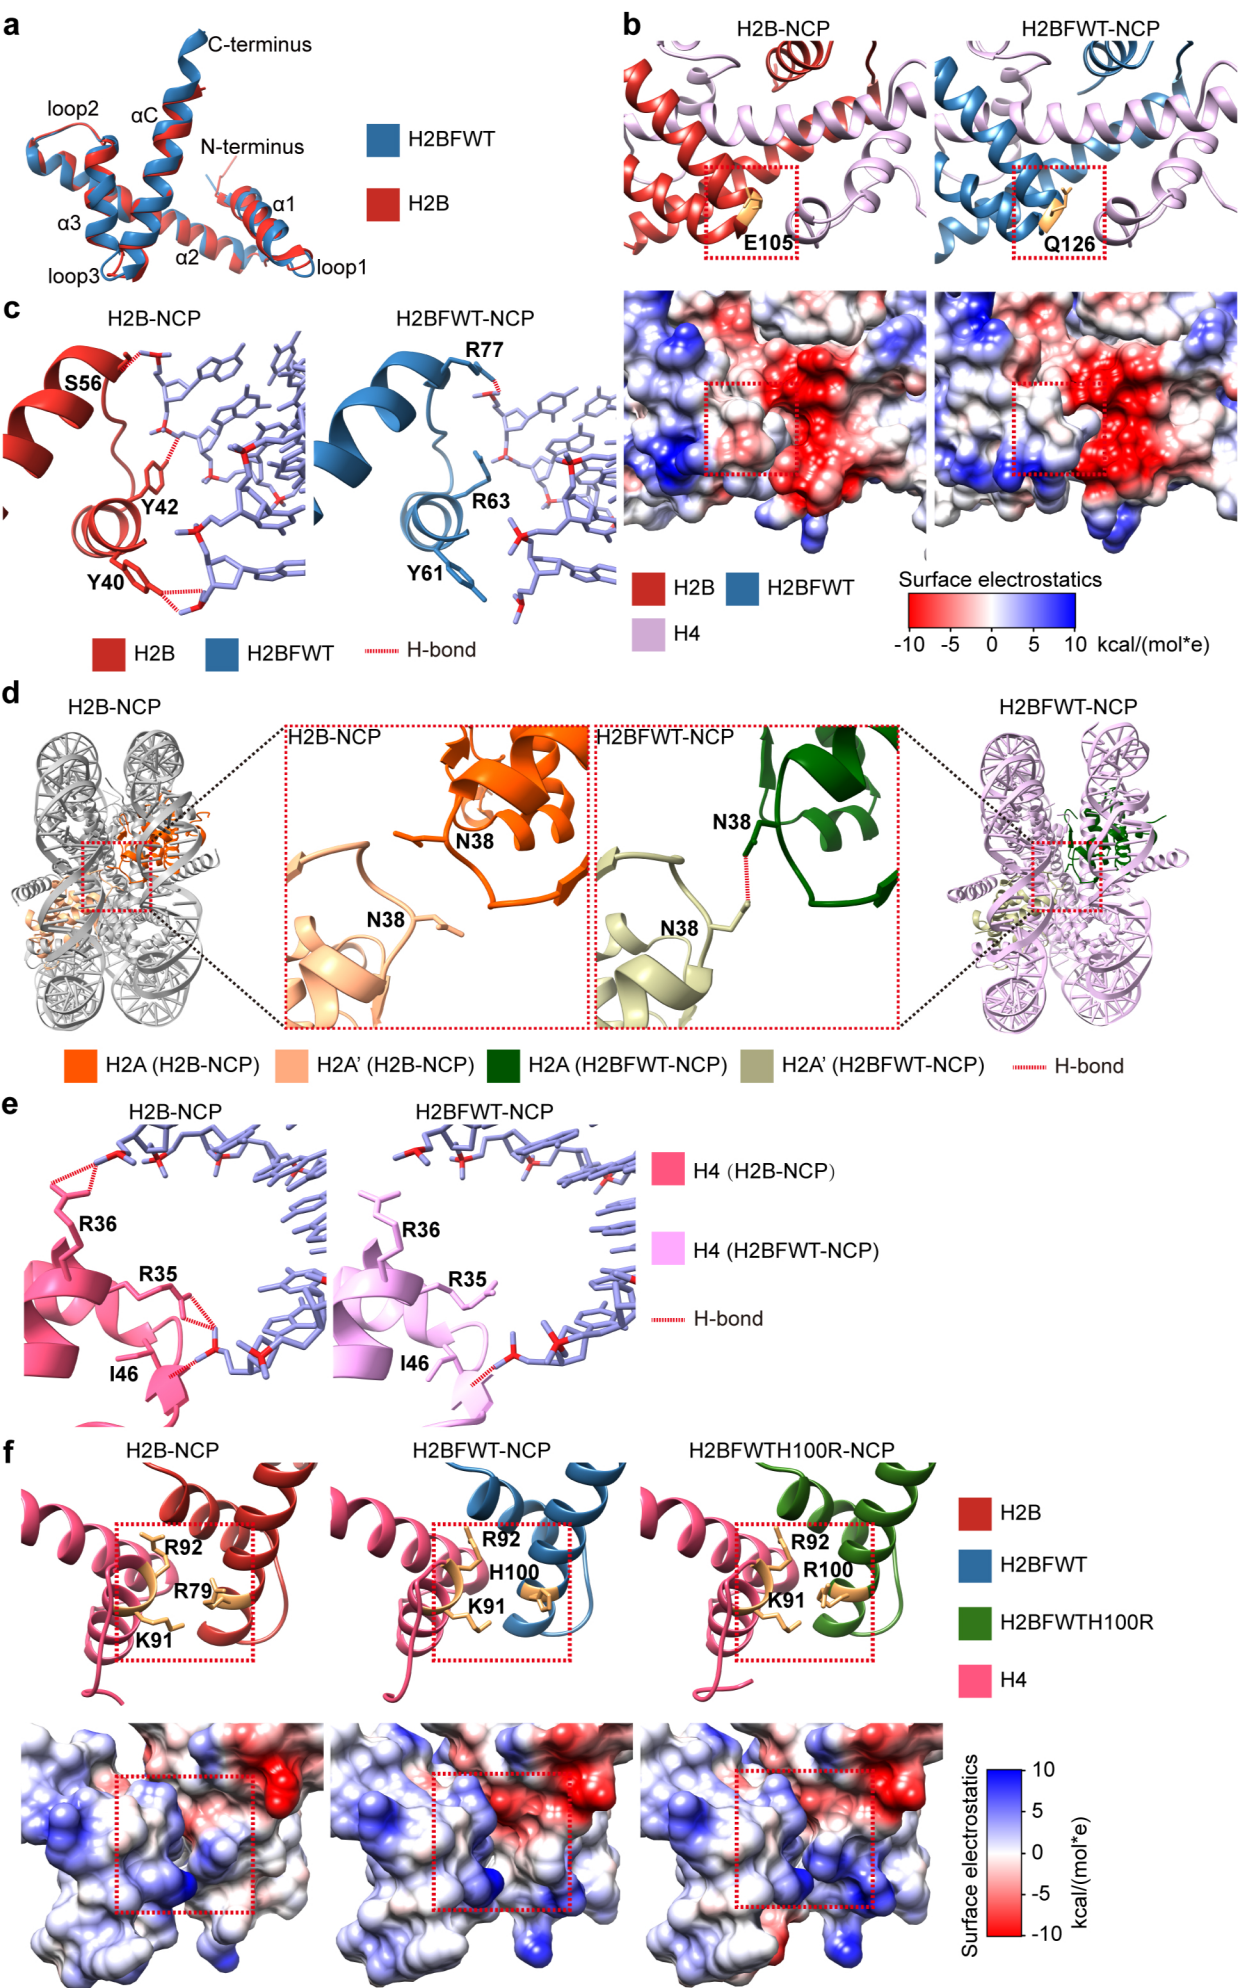 a
C-terminus
loop2
αC
N-terminus
α1
α3
α2
loop3
loop1
H2BFWT
H2B
b
H2B-NCP
H2BFWT-NCP
E105
Q126
H2B
H2BFWT
H4
Surface electrostatics
-10 -5 0 5 10 kcal/(mol*e)
c
H2B-NCP
H2BFWT-NCP
S56
R77
Y42
R63
Y40
Y61
H2B
H2BFWT
H-bond
d
H2B-NCP
H2B-NCP
H2BFWT-NCP
H2BFWT-NCP
N38
N38
N38
N38
H2A (H2B-NCP)
H2A' (H2B-NCP)
H2A (H2BFWT-NCP)
H2A' (H2BFWT-NCP)
H-bond
e
H2B-NCP
H2BFWT-NCP
R36
R36
R35
R35
I46
I46
H4 (H2B-NCP)
H4 (H2BFWT-NCP)
H-bond
f
H2B-NCP
H2BFWT-NCP
H2BFWTH100R-NCP
R92
R79
K91
R92
H100
K91
R92
R100
K91
H2B
H2BFWT
H2BFWTH100R
H4
Surface electrostatics
10
5
0
-5
-10
kcal/(mol*e)